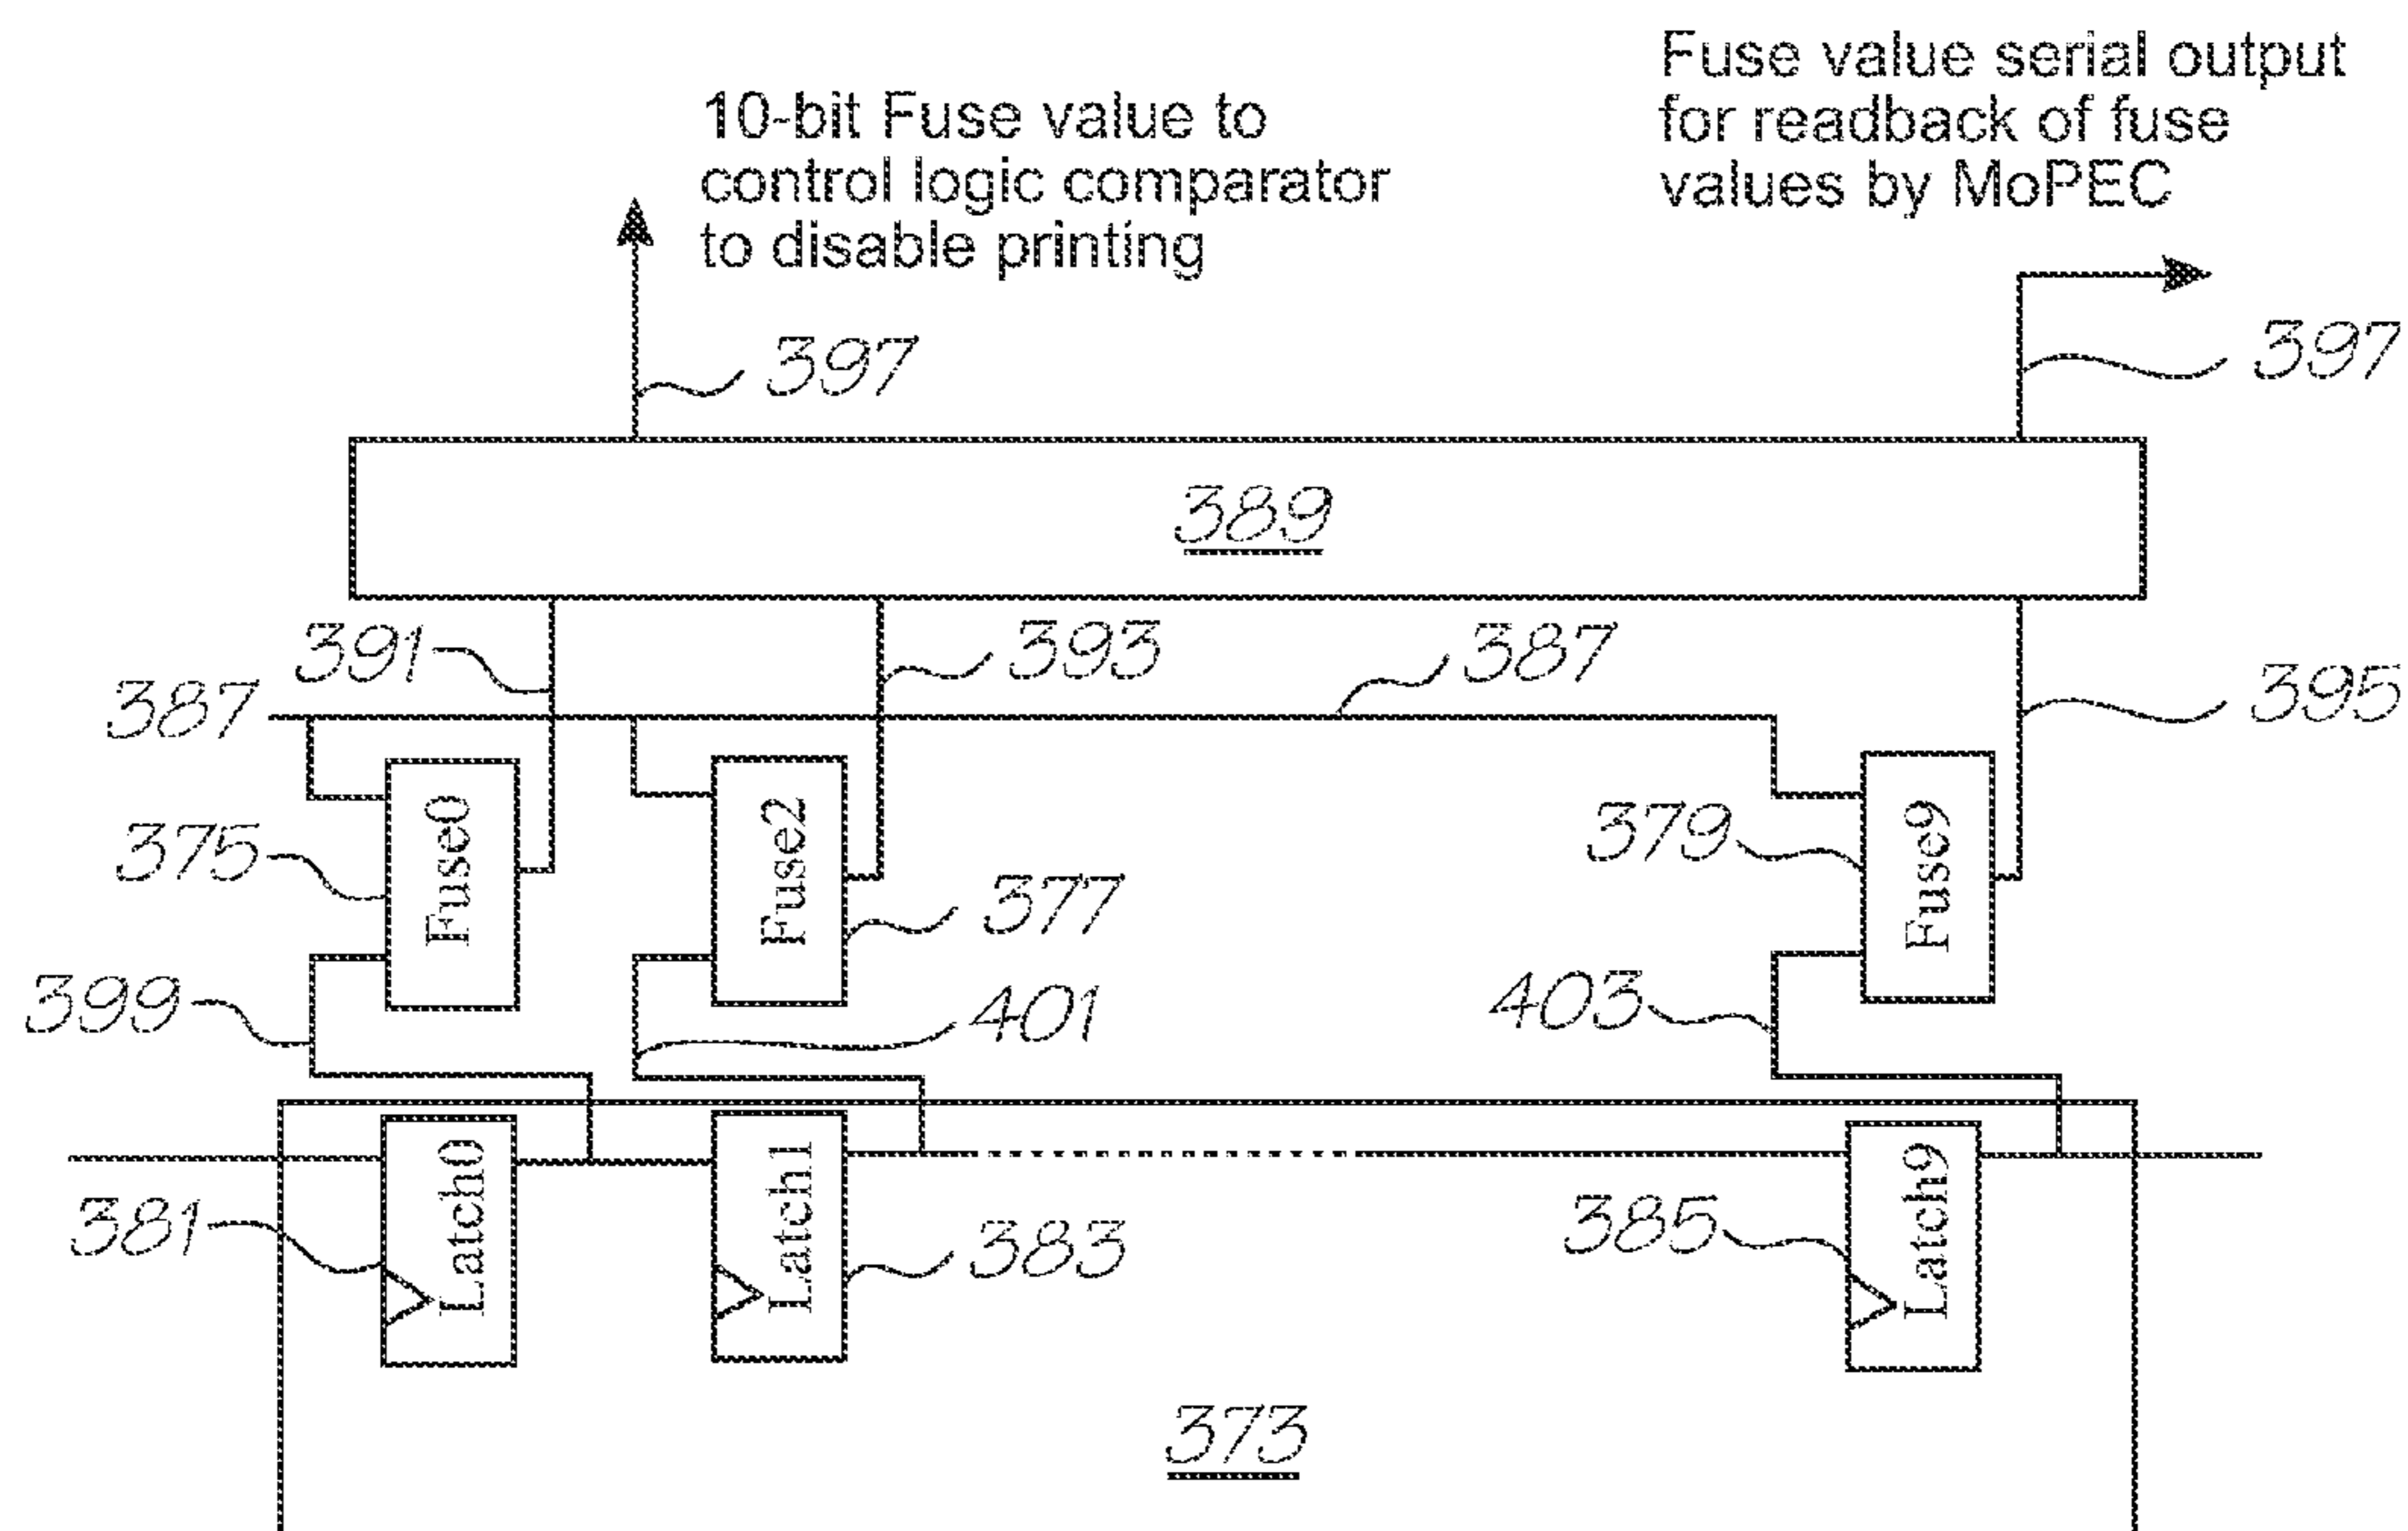 Fuse value serial output
for readback of fuse
values by MoPEC
10-bit Fuse value to
control logic comparator
to disable printing
397
397
389
391
393
387
387
395
Fuse0
Fuse2
Fuse9
375
379
377
399
401
403
Latch0
Latch1
Latch9
381
383
385
373